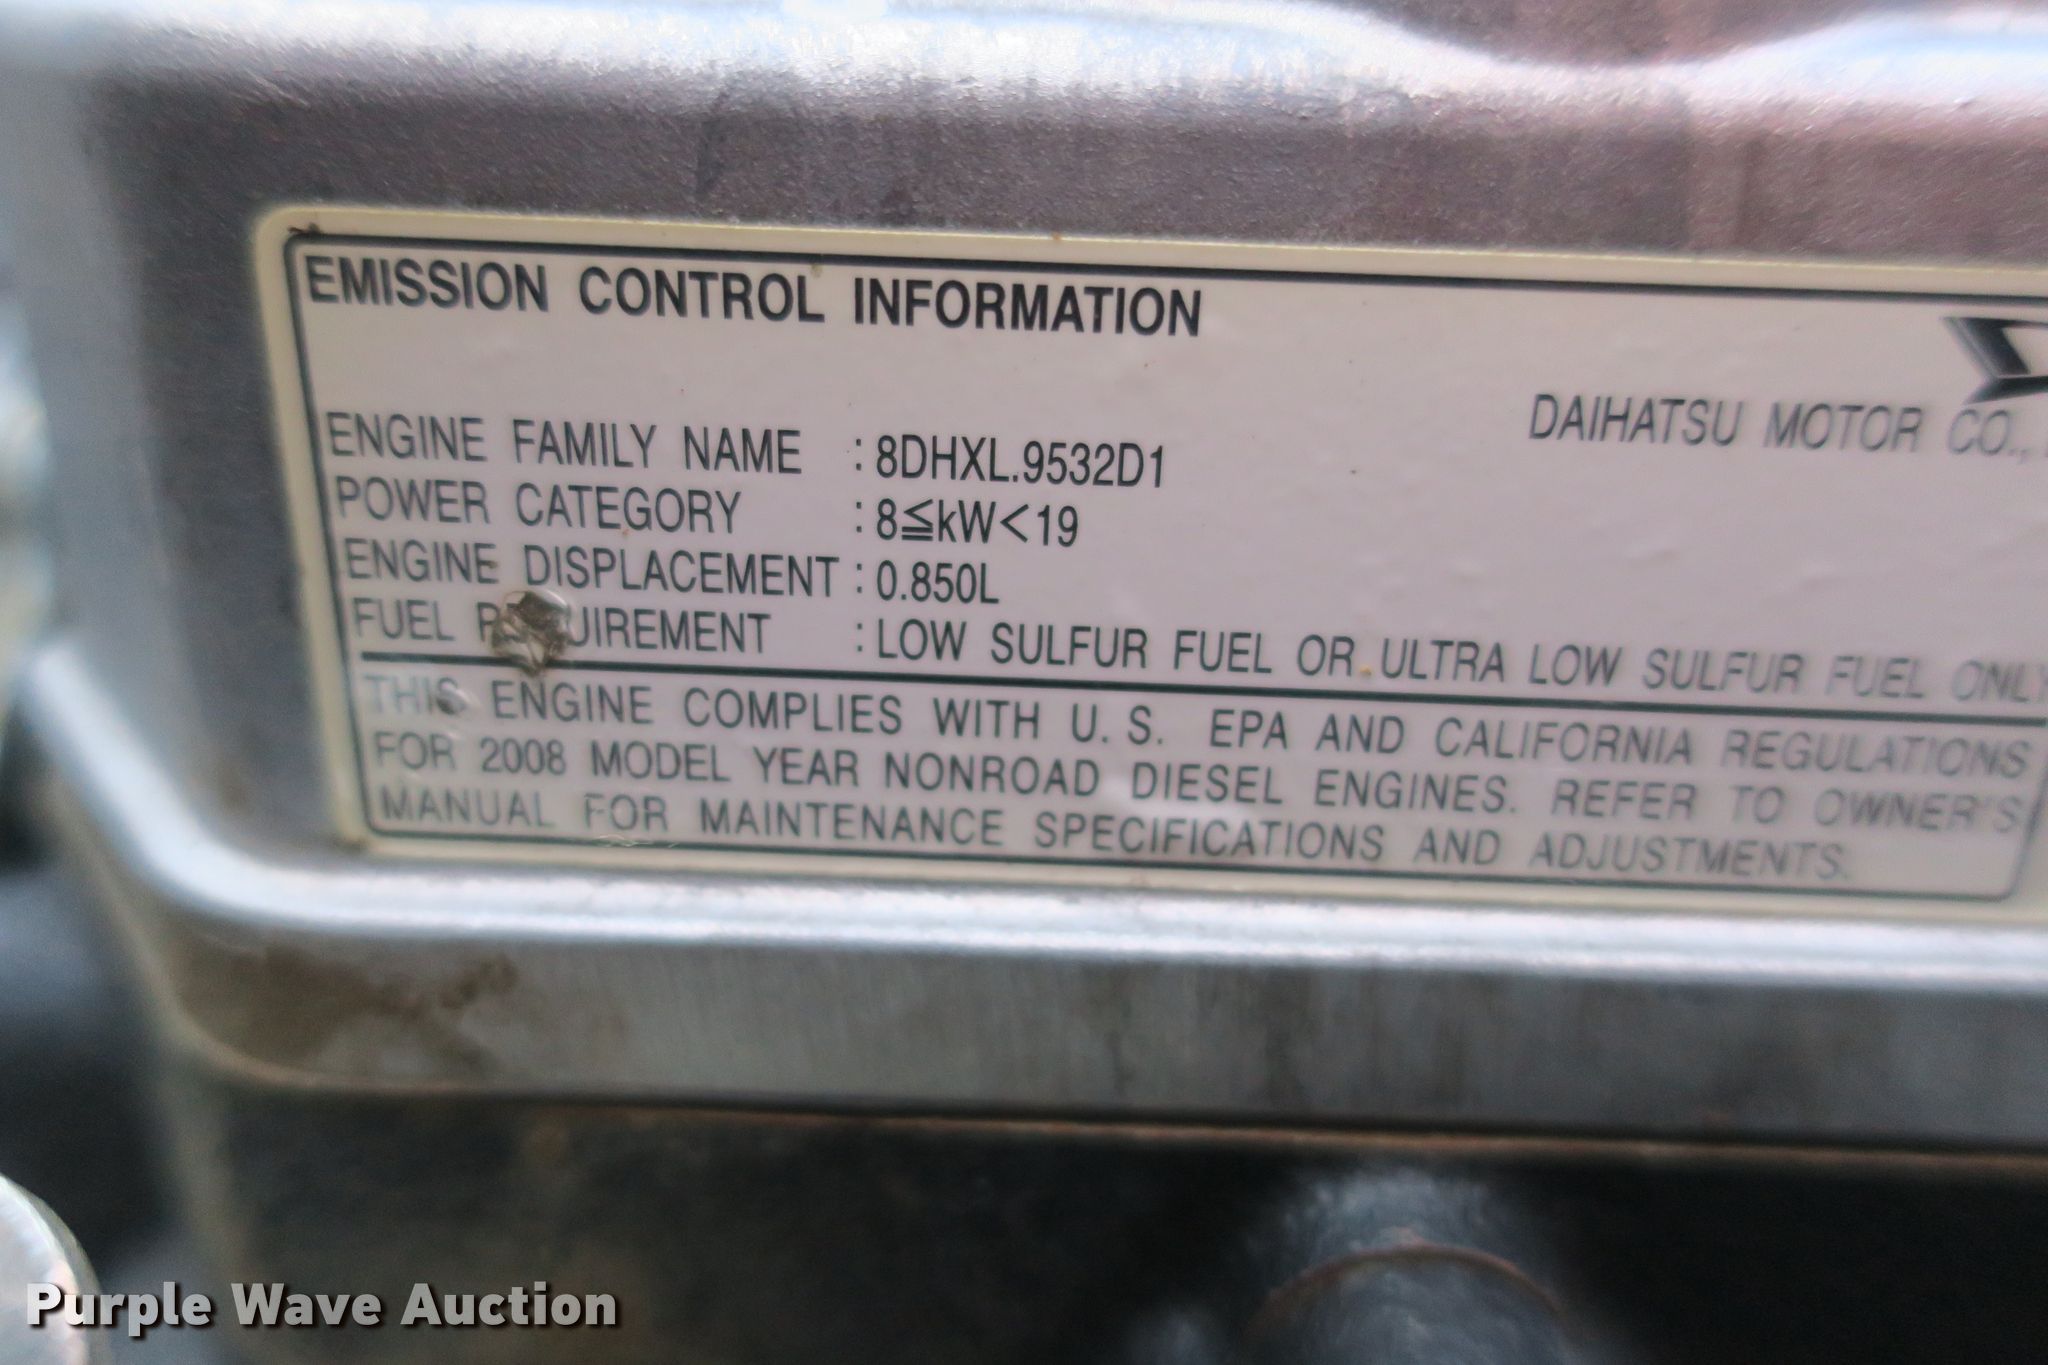 EMISSION CONTROL INFORMATION
DAIHATSU MOTOR CO.,
ENGINE FAMILY NAME : 8DHXL.9532D1
POWER CATEGORY : 8≦kW<19
ENGINE DISPLACEMENT : 0.850L
FUEL R UIREMENT : LOW SULFUR FUEL OR ULTRA LOW SULFUR FUEL ONLY
THIS ENGINE COMPLIES WITH U.S. EPA AND CALIFORNIA REGULATIONS
FOR 2008 MODEL YEAR NONROAD DIESEL ENGINES. REFER TO OWNER'S
MANUAL FOR MAINTENANCE SPECIFICATIONS AND ADJUSTMENTS.
Purple Wave Auction